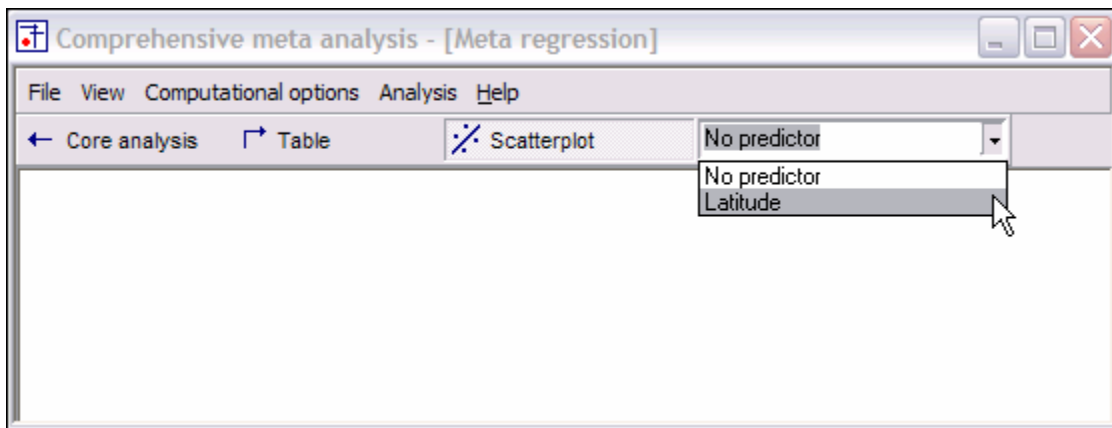 Comprehensive meta analysis - [Meta regression]
File View Computational options Analysis Help
Core analysis Table Scatterplot No predictor
No predictor
Latitude